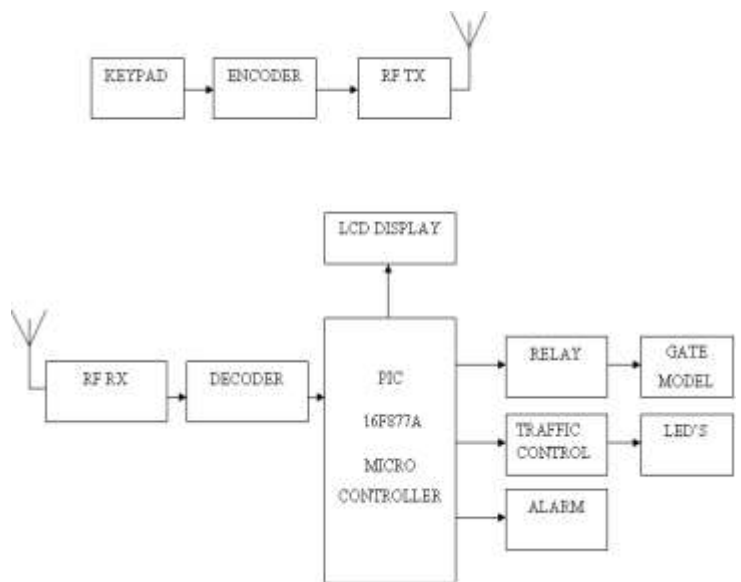 KEYPAD
ENCODER
RF TX
LCD DISPLAY
RF RX
DECODER
PIC
16F877A
MICRO
CONTROLLER
RELAY
GATE
MODEL
TRAFFIC
CONTROL
LED'S
ALARM